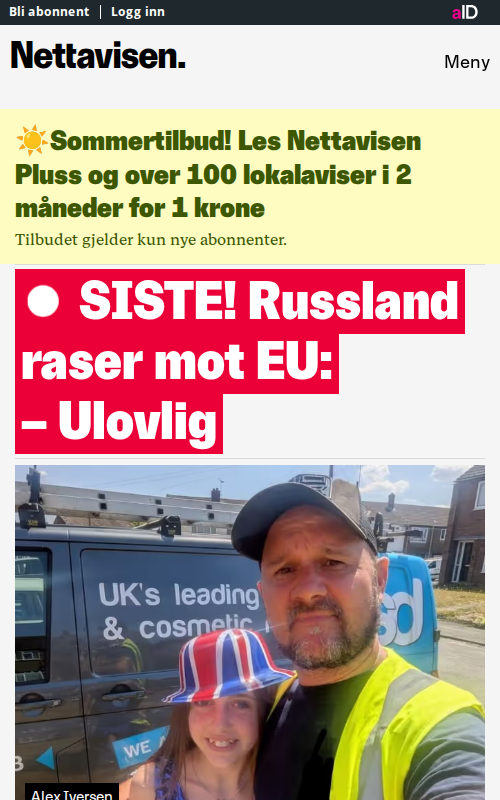 Bli abonnent
Logg inn
aID
Nettavisen.
Meny
☀️Sommertilbud! Les Nettavisen
Pluss og over 100 lokalaviser i 2
måneder for 1 krone
Tilbudet gjelder kun nye abonnenter.
SISTE! Russland
raser mot EU:
– Ulovlig
UK's leading
& cosmetic
sd
B
WE A
Alex Iversen